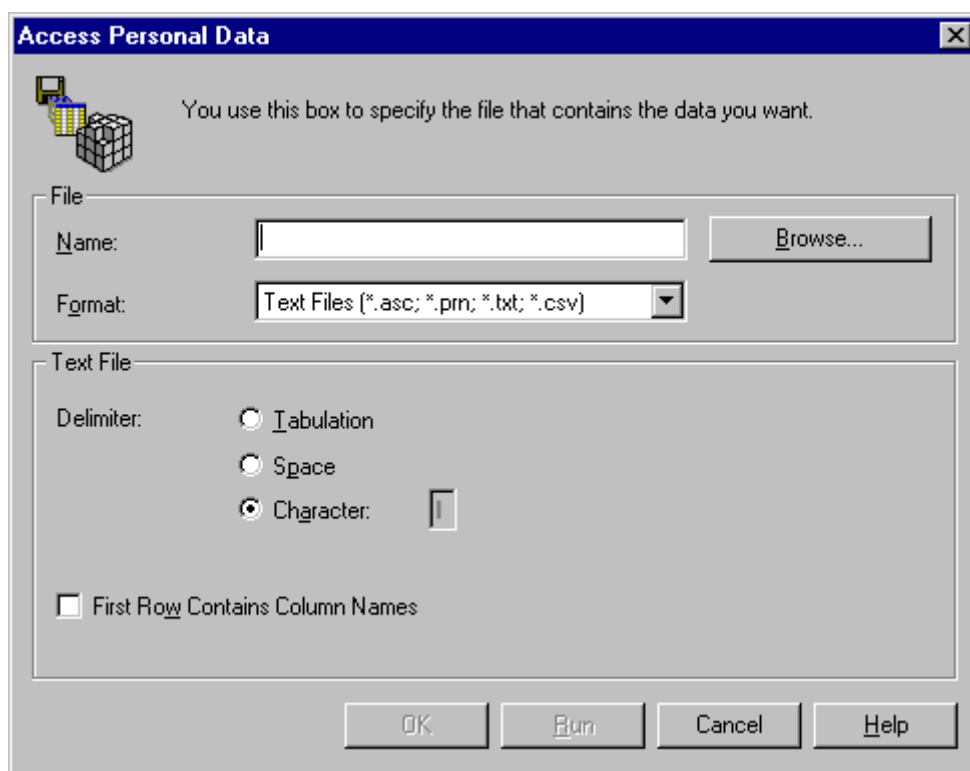 Access Personal Data
You use this box to specify the file that contains the data you want.
File
Name:
Browse...
Format:
Text Files (*.asc; *.prn; *.txt; *.csv)
Text File
Delimiter:
Tabulation
Space
Character:
First Row Contains Column Names
OK
Run
Cancel
Help